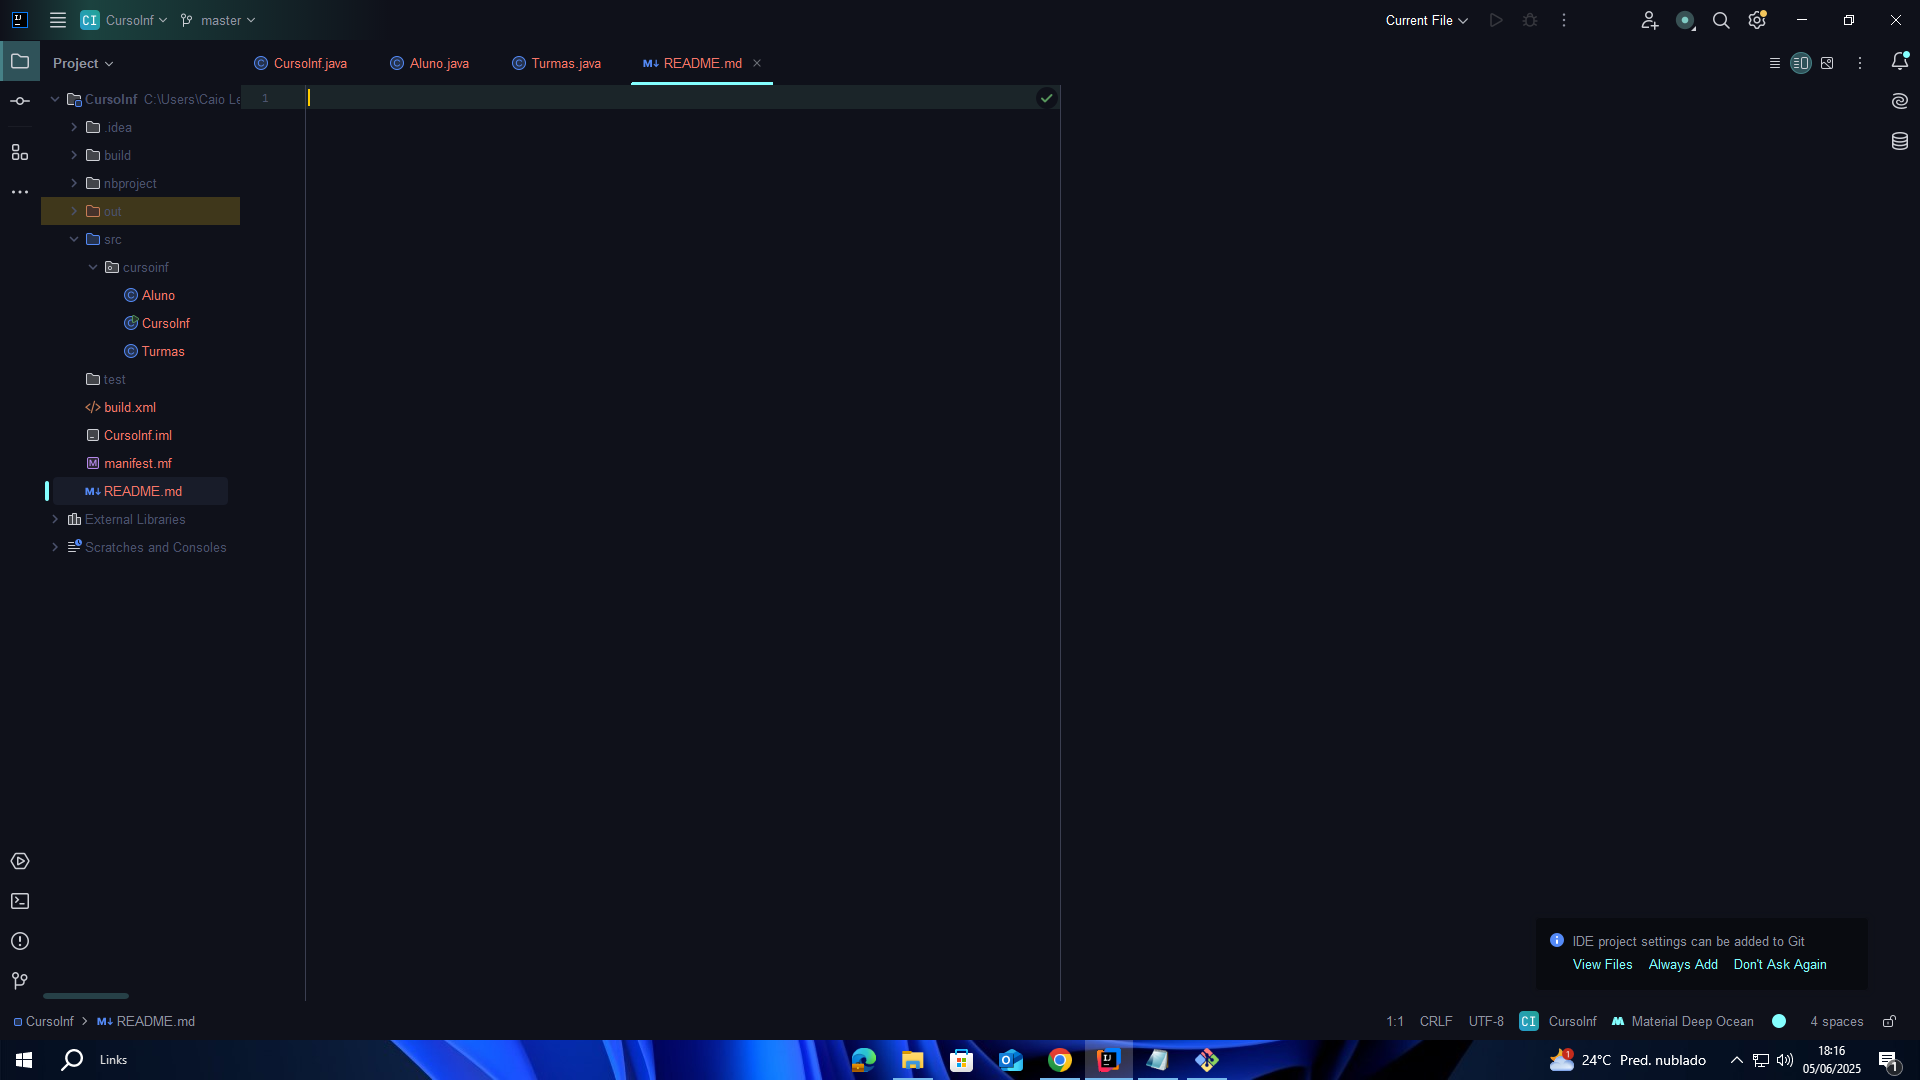 CI CursoInf master Current File
Project
CursoInf.java Aluno.java Turmas.java M↓ README.md
CursoInf C:\Users\Caio Le
1
.idea
build
nbproject
out
src
cursoinf
Aluno
CursoInf
Turmas
test
build.xml
CursoInf.iml
manifest.mf
M↓ README.md
External Libraries
Scratches and Consoles
IDE project settings can be added to Git
View Files Always Add Don't Ask Again
CursoInf M↓ README.md
1:1 CRLF UTF-8 CI CursoInf Material Deep Ocean 4 spaces
Links
1 24°C Pred. nublado
18:16
05/06/2025
1